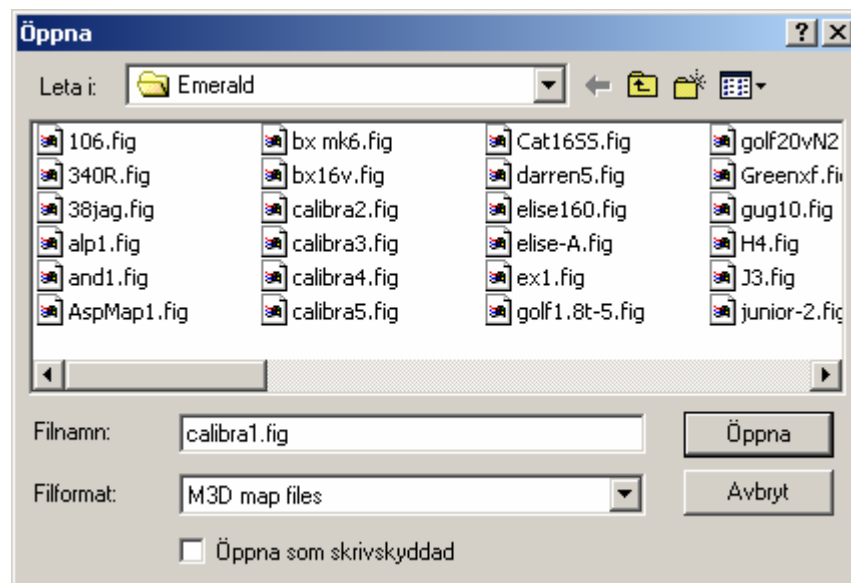 Öppna
Leta i: Emerald
106.fig bx mk6.fig Cat16SS.fig golf20vN2
340R.fig bx16v.fig darren5.fig Greenxf.fi
38jag.fig calibra2.fig elise160.fig gug10.fig
alp1.fig calibra3.fig elise-A.fig H4.fig
and1.fig calibra4.fig ex1.fig J3.fig
AspMap1.fig calibra5.fig golf1.8t-5.fig junior-2.fig
Filnamn: calibra1.fig Öppna
Filformat: M3D map files Avbryt
Öppna som skrivskyddad